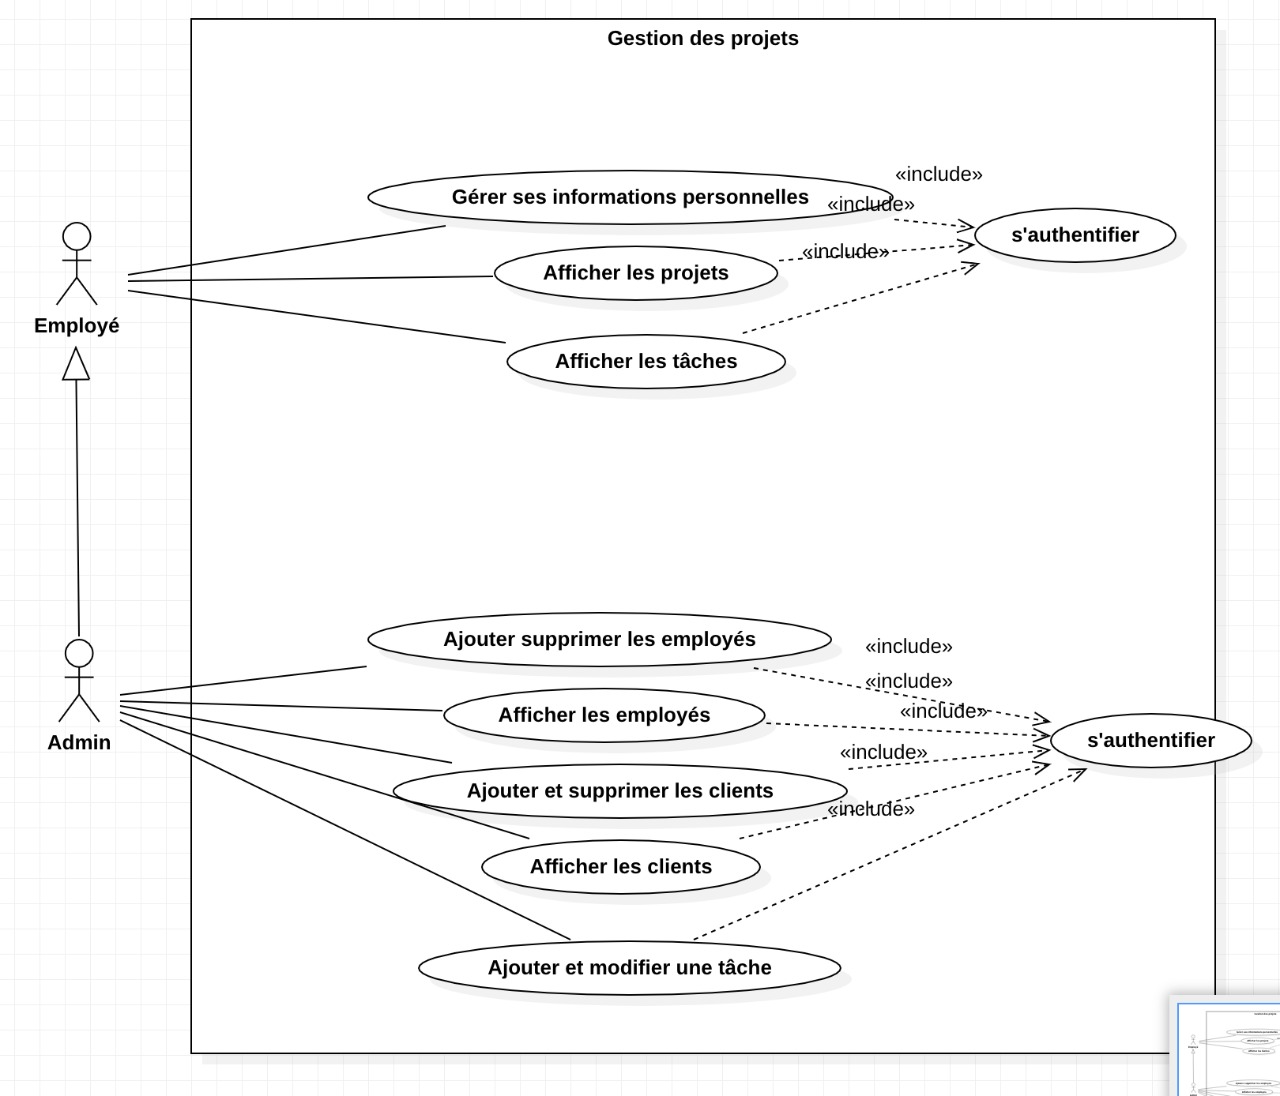 Gestion des projets
«include»
Gérer ses informations personnelles
«include»
s'authentifier
«include»
Afficher les projets
Employé
Afficher les tâches
Ajouter supprimer les employés
«include»
«include»
Afficher les employés
«include»
Admin
s'authentifier
«include»
Ajouter et supprimer les clients
«include»
Afficher les clients
Ajouter et modifier une tâche